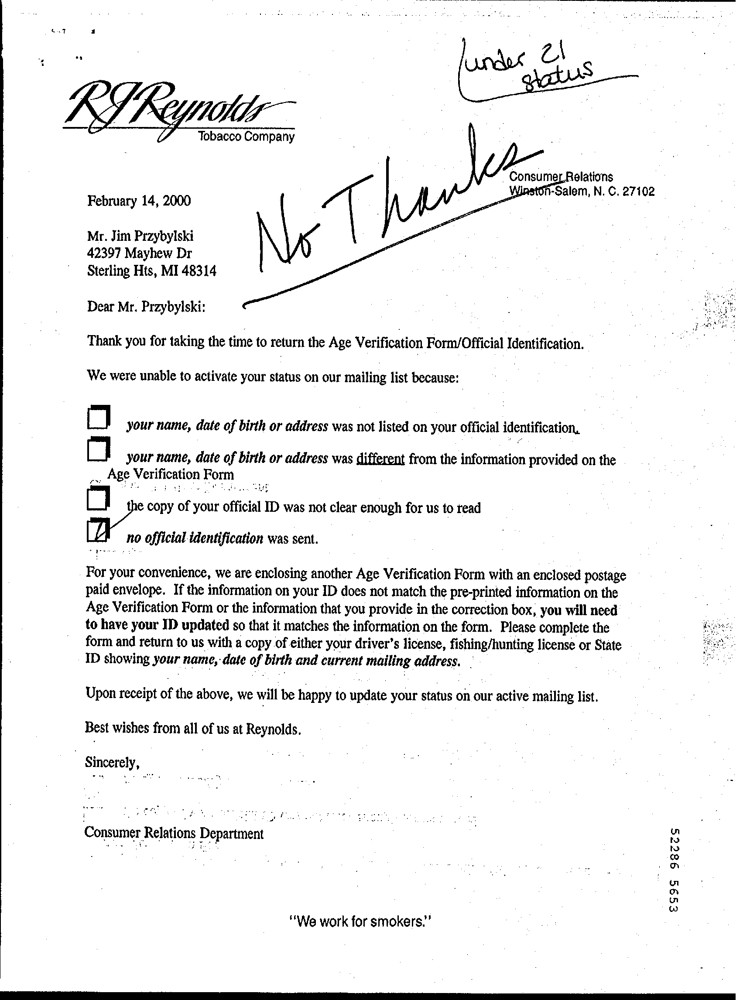 under 21
status
RJReynolds
Tobacco Company
No Thanks
Consumer Relations
Winston-Salem, N. C. 27102
February 14, 2000
Mr. Jim Przybylski
42397 Mayhew Dr
Sterling Hts, MI 48314
Dear Mr. Przybylski:
Thank you for taking the time to return the Age Verification Form/Official Identification.
We were unable to activate your status on our mailing list because:
your name, date of birth or address was not listed on your official identification.
your name, date of birth or address was different from the information provided on the
Age Verification Form
the copy of your official ID was not clear enough for us to read
no official identification was sent.
For your convenience, we are enclosing another Age Verification Form with an enclosed postage
paid envelope. If the information on your ID does not match the pre-printed information on the
Age Verification Form or the information that you provide in the correction box, you will need
to have your ID updated so that it matches the information on the form. Please complete the
form and return to us with a copy of either your driver's license, fishing/hunting license or State
ID showing your name, date of birth and current mailing address.
Upon receipt of the above, we will be happy to update your status on our active mailing list.
Best wishes from all of us at Reynolds.
Sincerely,
Consumer Relations Department
52286 5653
"We work for smokers."